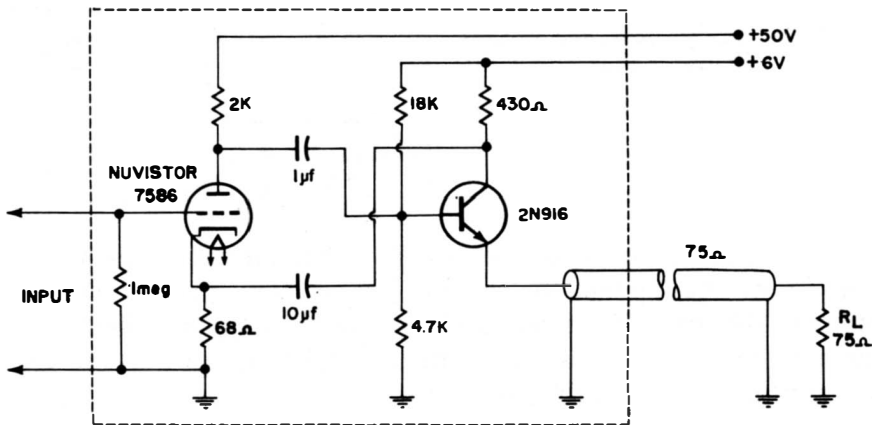 +50V
+6V
2K
18K
430Ω
NUVISTOR
7586
1μf
2N916
75Ω
INPUT
1meg
10μf
68Ω
4.7K
RL
75Ω